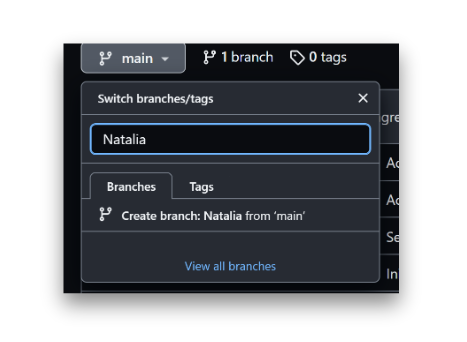 main 1 branch 0 tags
Switch branches/tags
Natalia
Branches Tags
Create branch: Natalia from ‘main’
View all branches